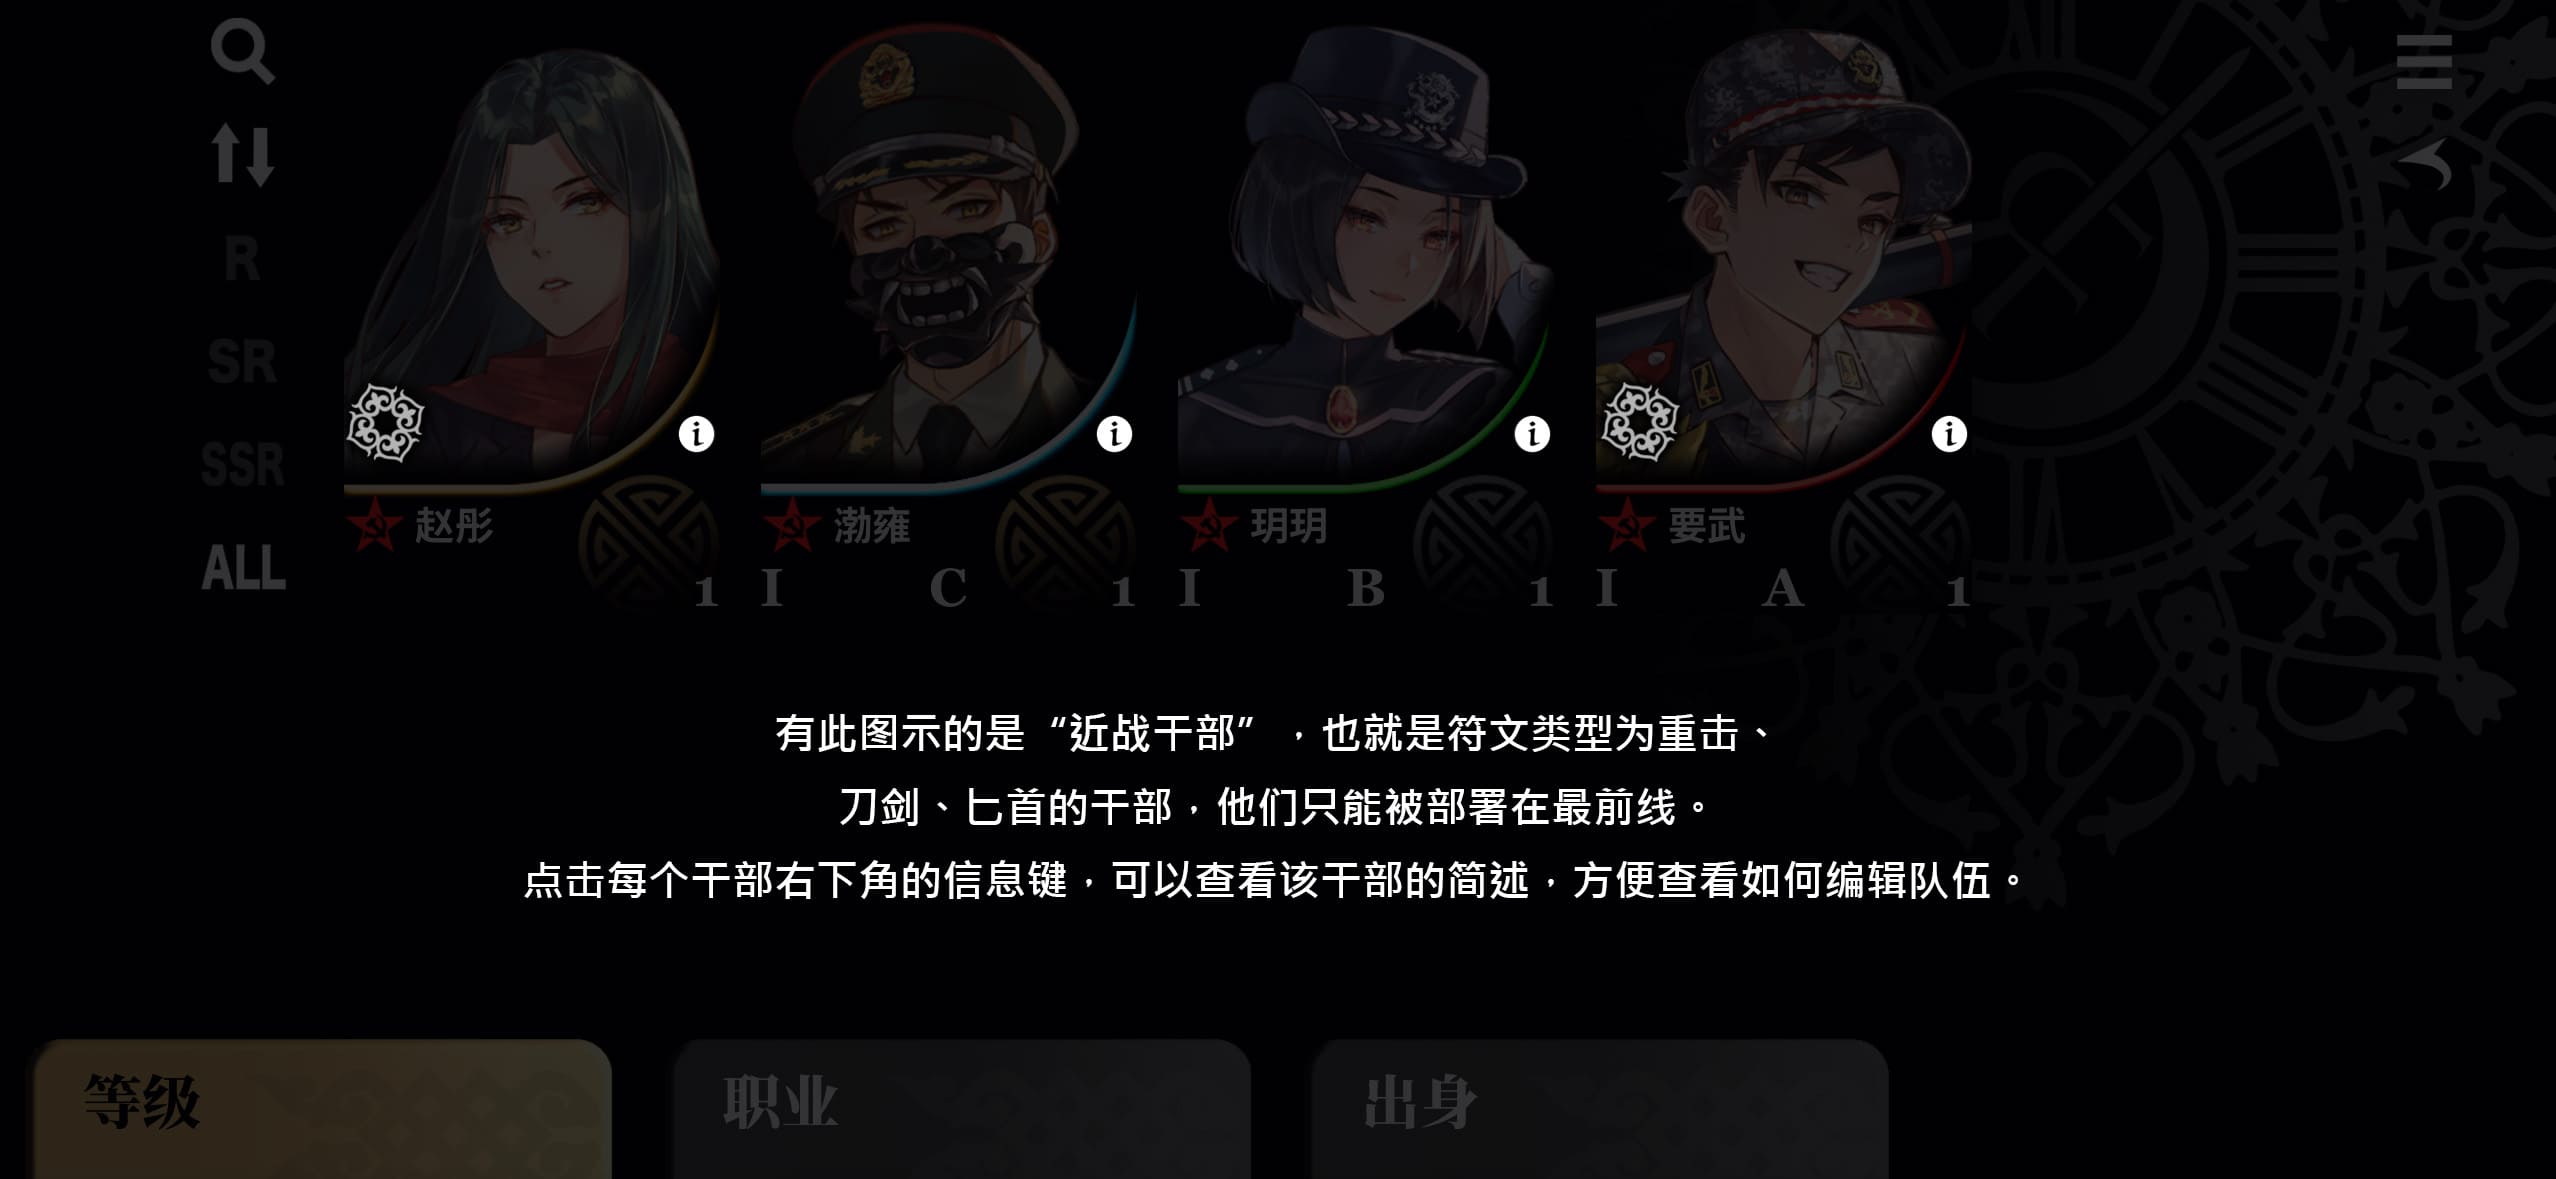 R
SR
SSR
ALL
赵彤
1
渤雍
I C 1
玥玥
I B 1
要武
I A 1
有此图示的是“近战干部”，也就是符文类型为重击、
刀剑、匕首的干部，他们只能被部署在最前线。
点击每个干部右下角的信息键，可以查看该干部的简述，方便查看如何编辑队伍。
等级
职业
出身